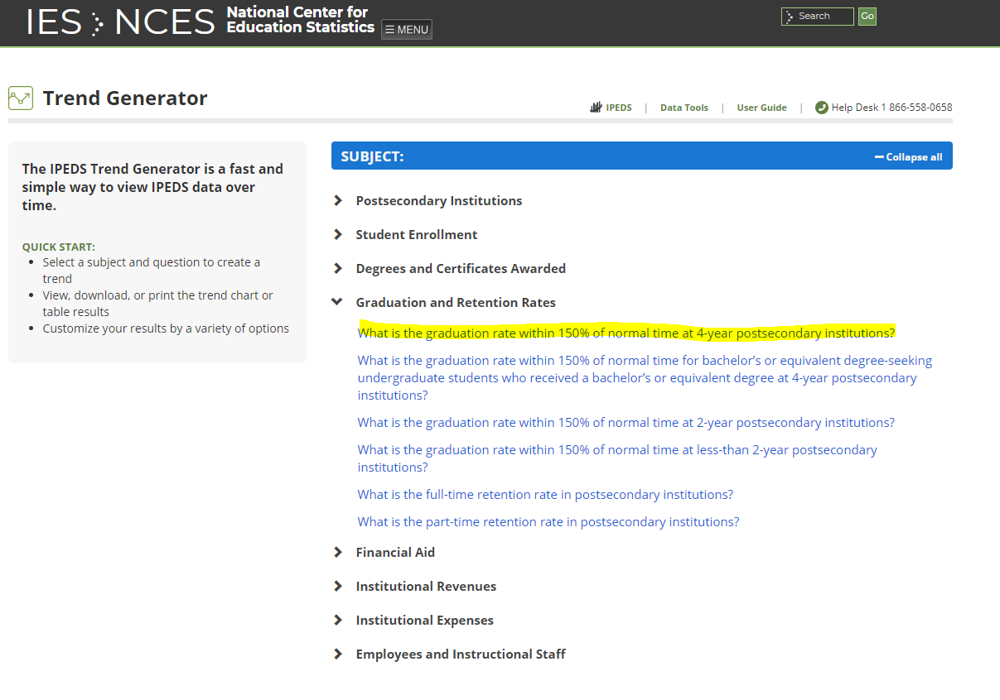 IES NCES National Center for
Education Statistics
MENU
Search
Go
Trend Generator
IPEDS | Data Tools | User Guide | Help Desk 1 866-558-0658
The IPEDS Trend Generator is a fast and
simple way to view IPEDS data over
time.
QUICK START:
• Select a subject and question to create a
trend
• View, download, or print the trend chart or
table results
• Customize your results by a variety of options
SUBJECT:
Collapse all
Postsecondary Institutions
Student Enrollment
Degrees and Certificates Awarded
Graduation and Retention Rates
What is the graduation rate within 150% of normal time at 4-year postsecondary institutions?
What is the graduation rate within 150% of normal time for bachelor’s or equivalent degree-seeking
undergraduate students who received a bachelor’s or equivalent degree at 4-year postsecondary
institutions?
What is the graduation rate within 150% of normal time at 2-year postsecondary institutions?
What is the graduation rate within 150% of normal time at less-than 2-year postsecondary
institutions?
What is the full-time retention rate in postsecondary institutions?
What is the part-time retention rate in postsecondary institutions?
Financial Aid
Institutional Revenues
Institutional Expenses
Employees and Instructional Staff